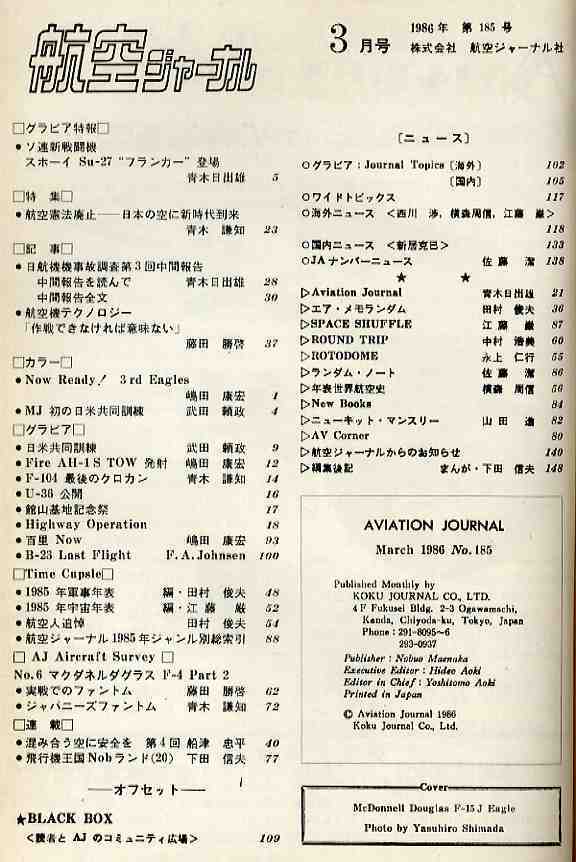 航空ジャーナル
3月号
1986年 第185号
株式会社 航空ジャーナル社
□グラビア特報□
●ソ連新戦闘機
スホーイ Su-27 “フランカー” 登場
青木日出雄 5
□特 集□
●航空憲法廃止――日本の空に新時代到来
青木 謙知 23
□記 事□
●日航機機事故調査第3回中間報告
中間報告を読んで 青木日出雄 28
中間報告全文 30
●航空機テクノロジー
「作戦できなければ意味ない」
藤田 勝啓 37
□カラー□
●Now Ready! 3rd Eagles
嶋田 康宏 1
●MJ 初の日米共同訓練 武田 頼政 4
□グラビア□
●日米共同訓練 武田 頼政 9
●Fire AH-1S TOW 発射 嶋田 康宏 12
●F-104 最後のクロカン 青木 謙知 14
●U-36 公開 16
●館山基地記念祭 17
●Highway Operation 18
●百里 Now 嶋田 康宏 93
●B-23 Last Flight F.A.Johnsen 100
□Time Cupsle□
●1985年軍事年表 編・田村 俊夫 48
●1985年宇宙年表 編・江藤 巌 52
●航空人追悼 田村 俊夫 54
●航空ジャーナル1985年ジャンル別総索引 88
□ AJ Aircraft Survey □
No.6 マクダネルダグラス F-4 Part 2
●実戦でのファントム 藤田 勝啓 62
●ジャパニーズファントム 青木 謙知 72
□連 載□
●混み合う空に安全を 第4回 船津 忠平 40
●飛行機王国Nobランド(20) 下田 信夫 77
――オフセット――
★BLACK BOX
<読者と AJ のコミュニティ広場> 109
〔ニュース〕
○グラビア:Journal Topics〔海外〕 102
〔国内〕 105
○ワイドトピックス 117
○海外ニュース <西川 渉,横森周信,江藤 巌>
118
○国内ニュース <新居克巳> 133
○JAナンバーニュース 佐藤 潔 138
★ ★
▷Aviation Journal 青木日出雄 21
▷エア・メモランダム 田村 俊夫 36
▷SPACE SHUFFLE 江藤 巌 87
▷ROUND TRIP 中村 浩美 60
▷ROTODOME 永上 仁行 55
▷ランダム・ノート 佐藤 潔 86
▷年表世界航空史 横森 周信 56
▷New Books 84
▷ニューキット・マンスリー 山田 進 82
▷AV Corner 80
▷航空ジャーナルからのお知らせ 140
▷編集後記 まんが・下田 信夫 148
AVIATION JOURNAL
March 1986 No.185
Published Monthly by
KOKU JOURNAL CO., LTD.
4F Fukusei Bldg. 2-3 Ogawamachi,
Kanda, Chiyoda-ku, Tokyo, Japan
Phone : 291-8095~6
293-0937
Publisher : Nobuo Maenaka
Executive Editor : Hideo Aoki
Editor in Chief : Yoshitomo Aoki
Printed in Japan
© Aviation Journal 1986
Koku Journal Co., Ltd.
Cover
McDonnell Douglas F-15J Eagle
Photo by Yasuhiro Shimada